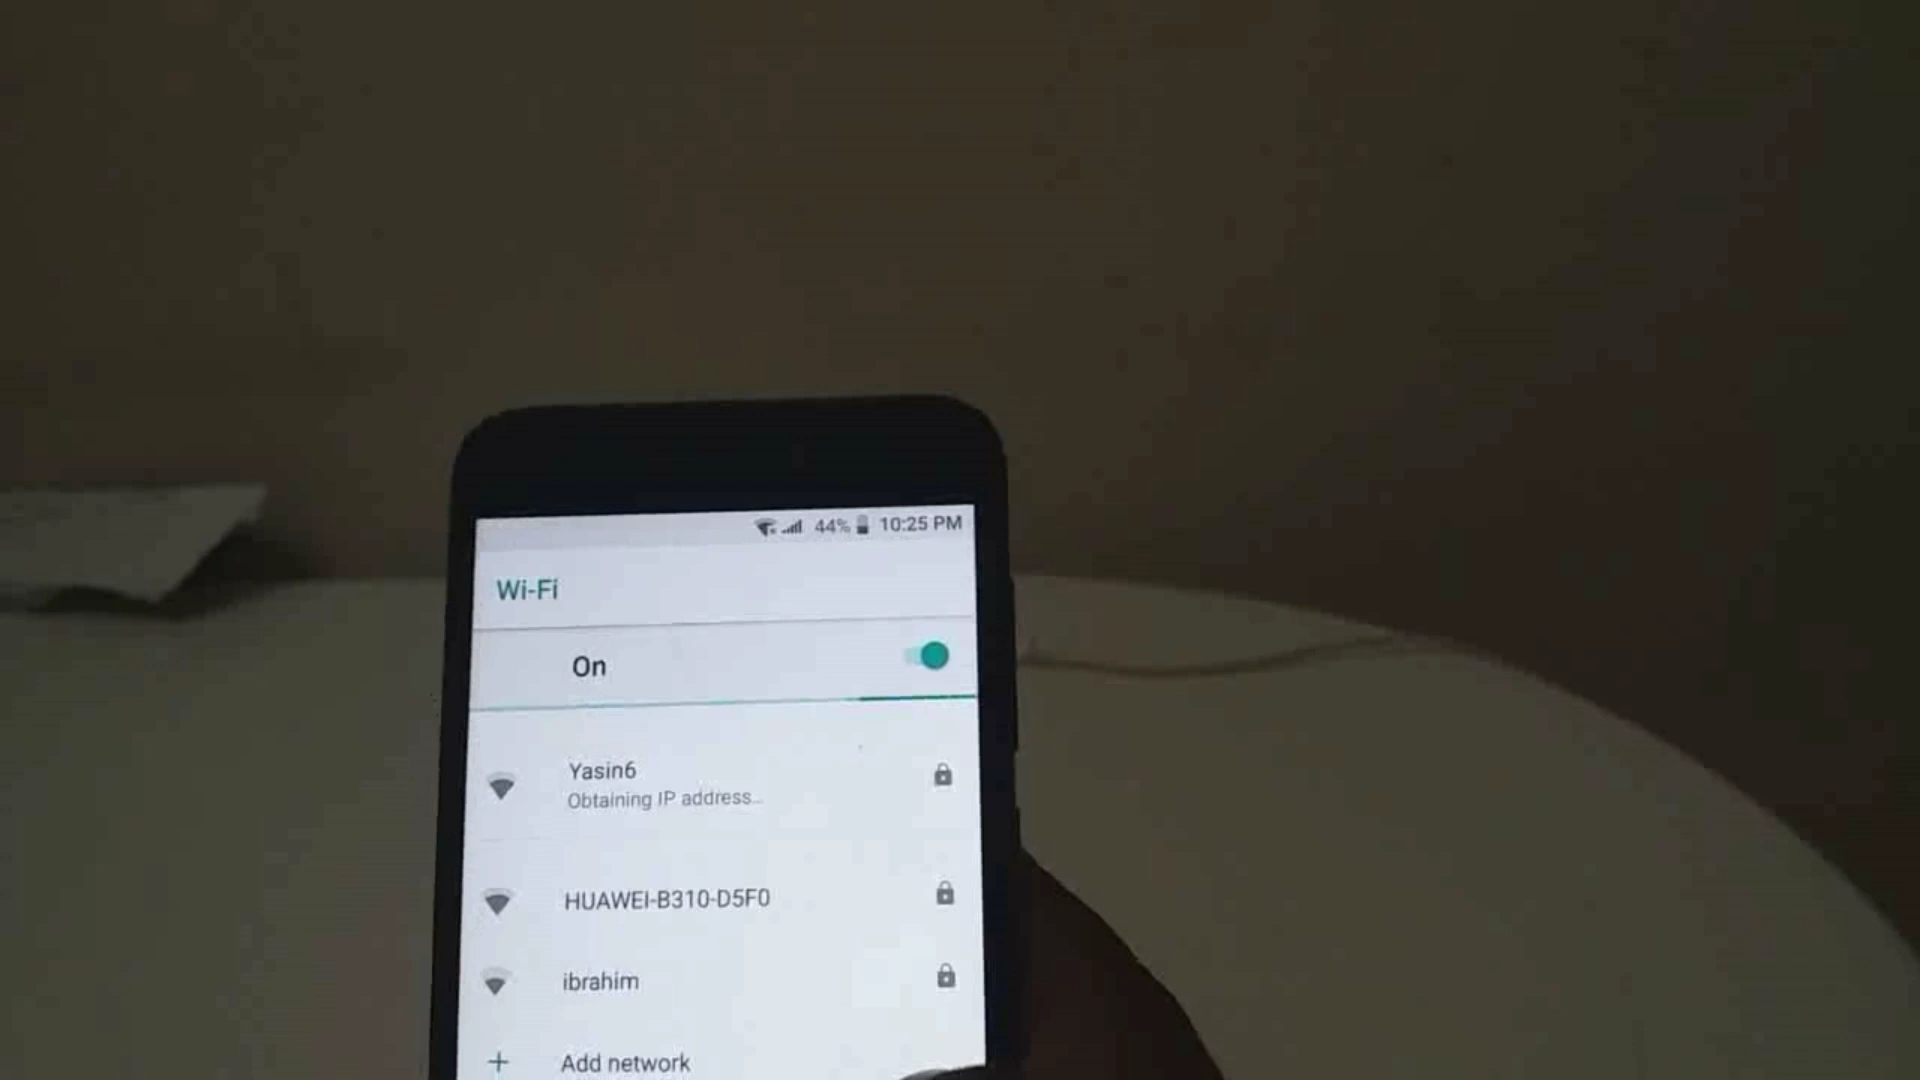 44% 10:25 PM
Wi-Fi
On
Yasin6
Obtaining IP address...
HUAWEI-B310-D5F0
ibrahim
Add network